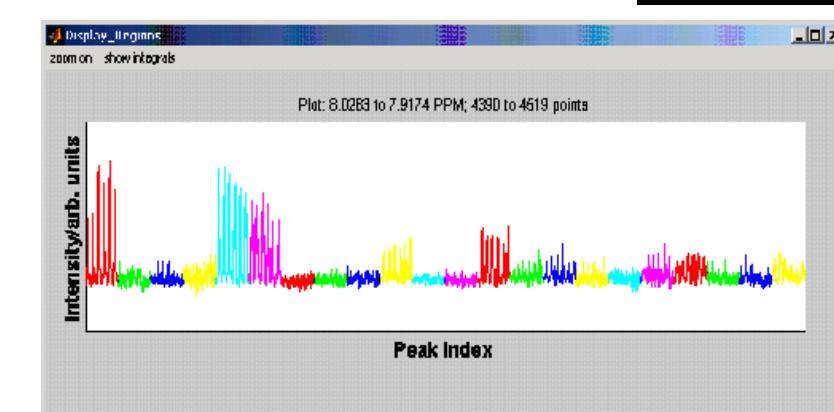 Display_Regions
zoom on show integrals
Plot: 8.0283 to 7.9174 PPM; 4390 to 4519 points
Intensity/arb. units
Peak Index